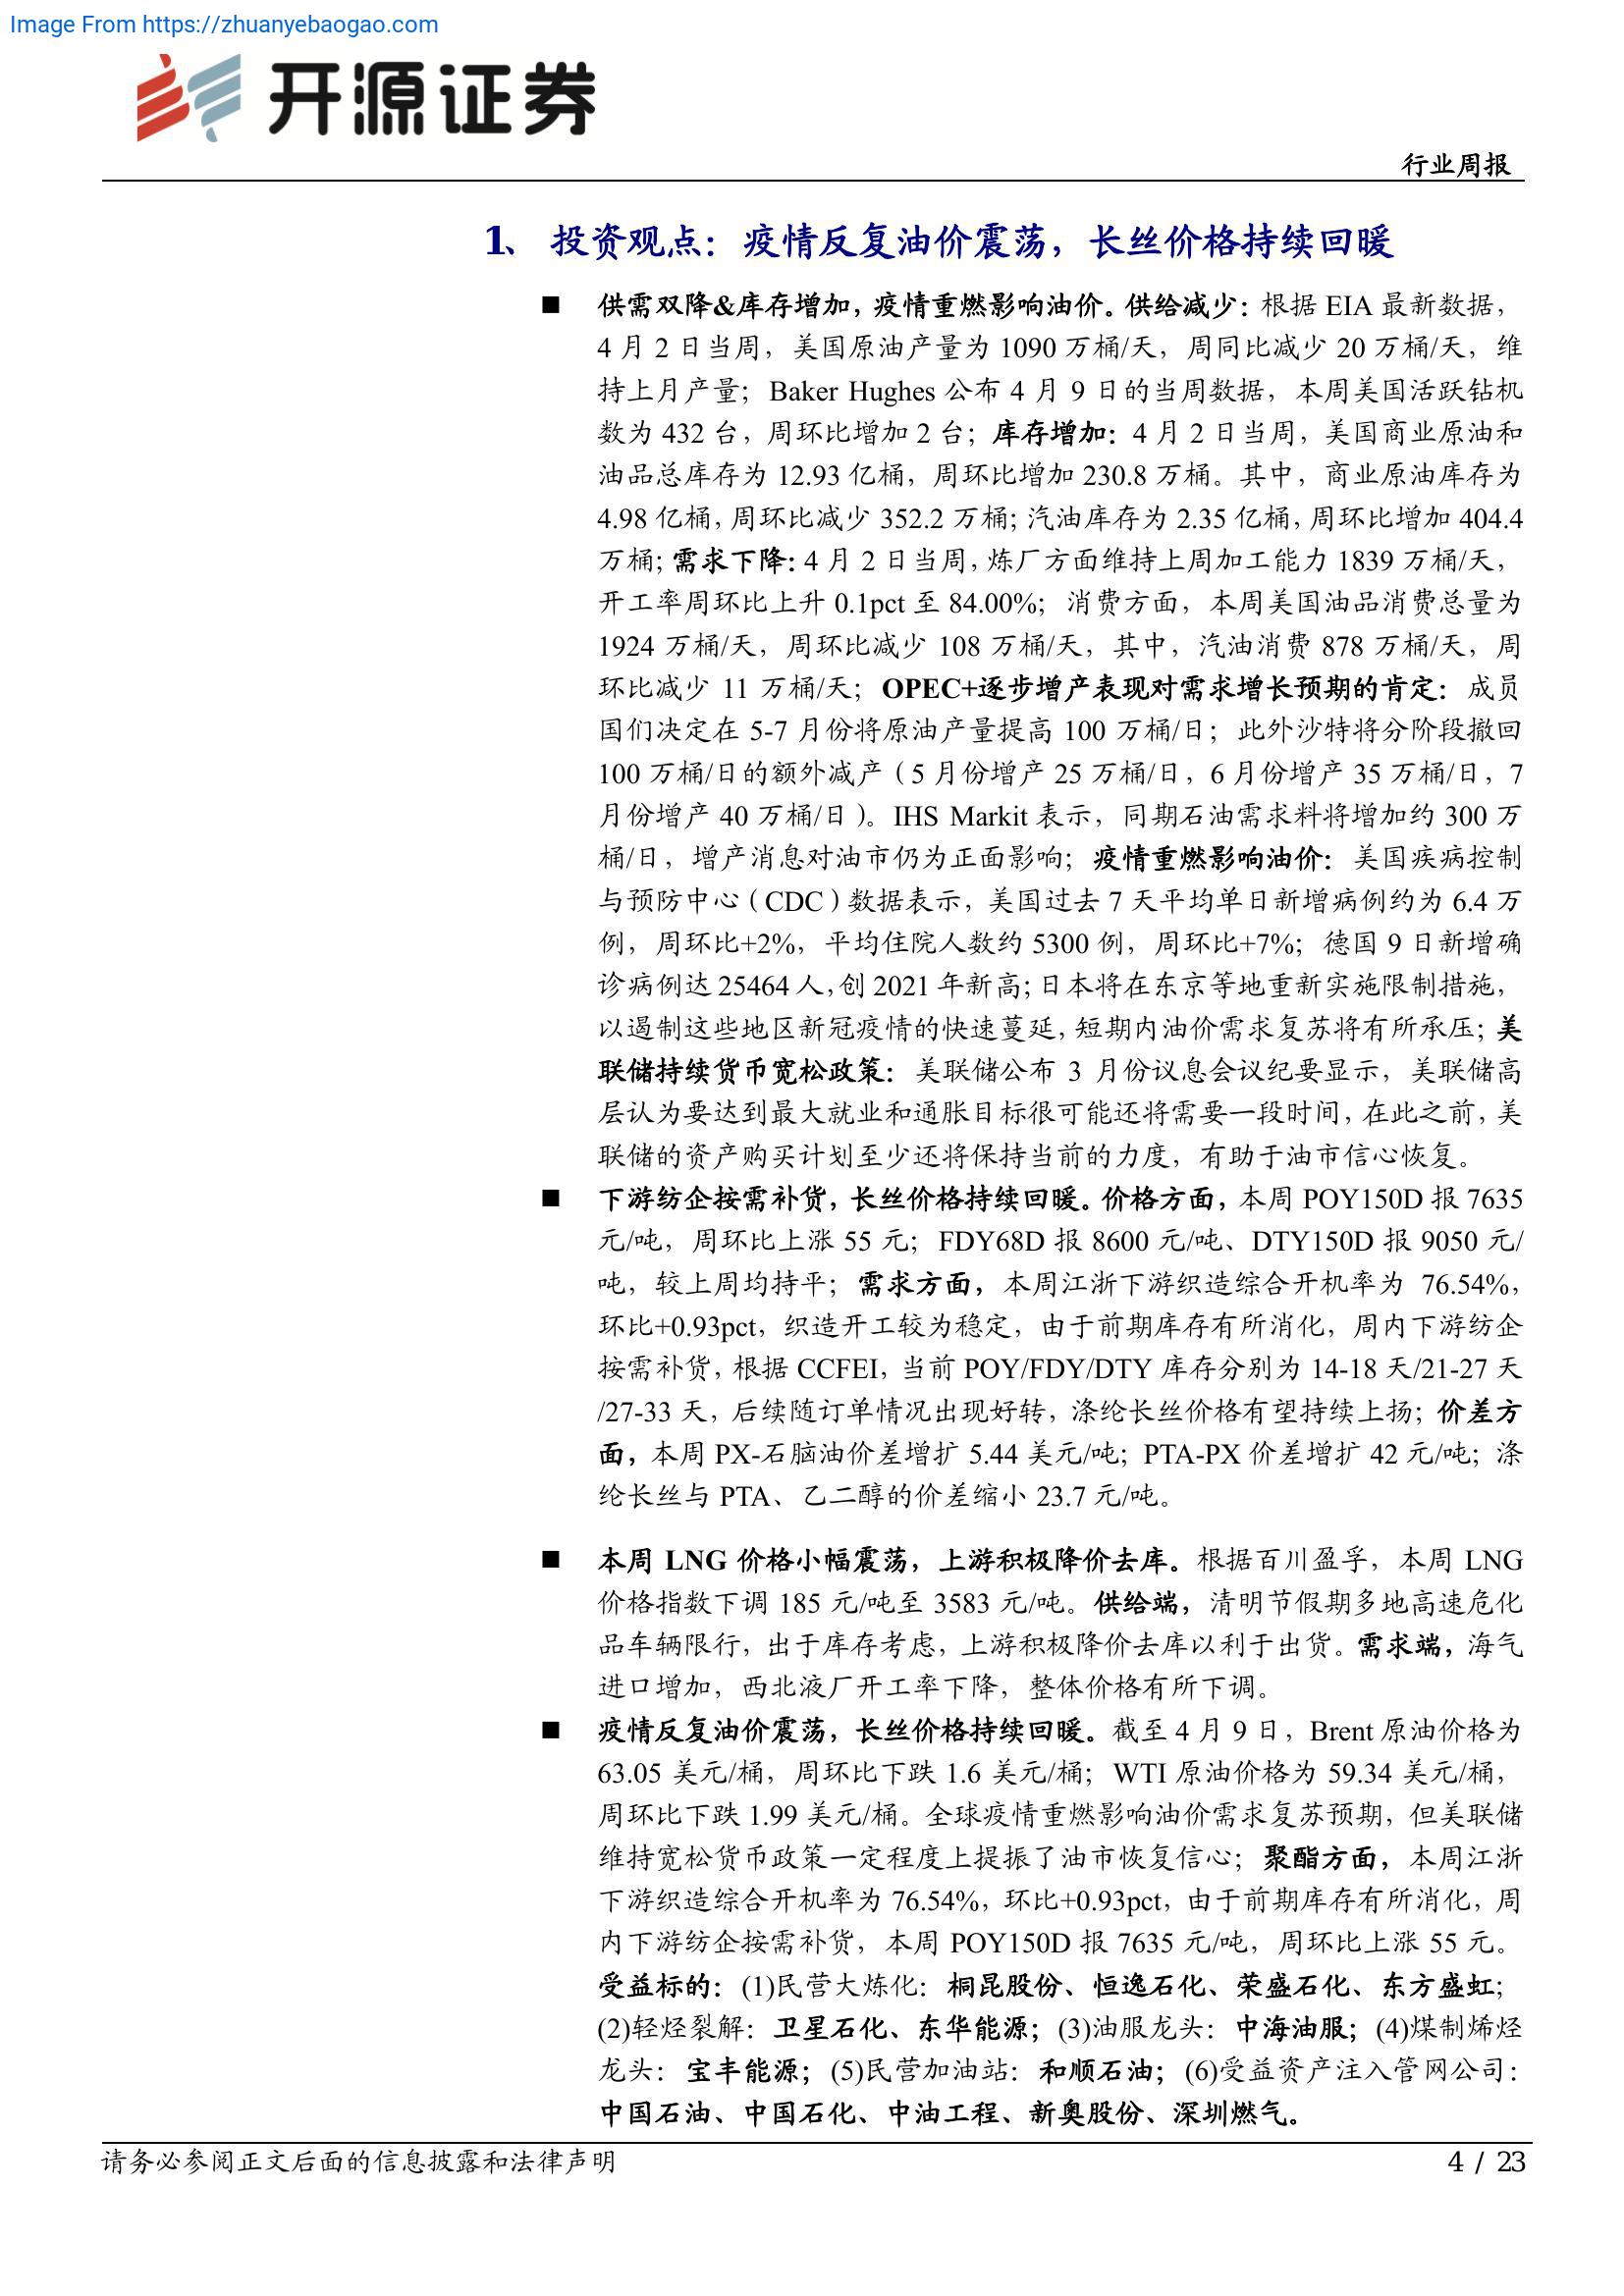 Image From https://zhuanyebaogao.com
开源证券
行业周报
1、 投资观点：疫情反复油价震荡，长丝价格持续回暖
■ 供需双降&库存增加，疫情重燃影响油价。供给减少：根据 EIA 最新数据，
4 月 2 日当周，美国原油产量为 1090 万桶/天，周同比减少 20 万桶/天，维
持上月产量；Baker Hughes 公布 4 月 9 日的当周数据，本周美国活跃钻机
数为 432 台，周环比增加 2 台；库存增加：4 月 2 日当周，美国商业原油和
油品总库存为 12.93 亿桶，周环比增加 230.8 万桶。其中，商业原油库存为
4.98 亿桶，周环比减少 352.2 万桶；汽油库存为 2.35 亿桶，周环比增加 404.4
万桶；需求下降：4 月 2 日当周，炼厂方面维持上周加工能力 1839 万桶/天，
开工率周环比上升 0.1pct 至 84.00%；消费方面，本周美国油品消费总量为
1924 万桶/天，周环比减少 108 万桶/天，其中，汽油消费 878 万桶/天，周
环比减少 11 万桶/天；OPEC+逐步增产表现对需求增长预期的肯定：成员
国们决定在 5-7 月份将原油产量提高 100 万桶/日；此外沙特将分阶段撤回
100 万桶/日的额外减产（5 月份增产 25 万桶/日，6 月份增产 35 万桶/日，7
月份增产 40 万桶/日）。IHS Markit 表示，同期石油需求料将增加约 300 万
桶/日，增产消息对油市仍为正面影响；疫情重燃影响油价：美国疾病控制
与预防中心（CDC）数据表示，美国过去 7 天平均单日新增病例约为 6.4 万
例，周环比+2%，平均住院人数约 5300 例，周环比+7%；德国 9 日新增确
诊病例达 25464 人，创 2021 年新高；日本将在东京等地重新实施限制措施，
以遏制这些地区新冠疫情的快速蔓延，短期内油价需求复苏将有所承压；美
联储持续货币宽松政策：美联储公布 3 月份议息会议纪要显示，美联储高
层认为要达到最大就业和通胀目标很可能还将需要一段时间，在此之前，美
联储的资产购买计划至少还将保持当前的力度，有助于油市信心恢复。
■ 下游纺企按需补货，长丝价格持续回暖。价格方面，本周 POY150D 报 7635
元/吨，周环比上涨 55 元；FDY68D 报 8600 元/吨、DTY150D 报 9050 元/
吨，较上周均持平；需求方面，本周江浙下游织造综合开机率为 76.54%，
环比+0.93pct，织造开工较为稳定，由于前期库存有所消化，周内下游纺企
按需补货，根据 CCFEI，当前 POY/FDY/DTY 库存分别为 14-18 天/21-27 天
/27-33 天，后续随订单情况出现好转，涤纶长丝价格有望持续上扬；价差方
面，本周 PX-石脑油价差增扩 5.44 美元/吨；PTA-PX 价差增扩 42 元/吨；涤
纶长丝与 PTA、乙二醇的价差缩小 23.7 元/吨。
■ 本周 LNG 价格小幅震荡，上游积极降价去库。根据百川盈孚，本周 LNG
价格指数下调 185 元/吨至 3583 元/吨。供给端，清明节假期多地高速危化
品车辆限行，出于库存考虑，上游积极降价去库以利于出货。需求端，海气
进口增加，西北液厂开工率下降，整体价格有所下调。
■ 疫情反复油价震荡，长丝价格持续回暖。截至 4 月 9 日，Brent 原油价格为
63.05 美元/桶，周环比下跌 1.6 美元/桶；WTI 原油价格为 59.34 美元/桶，
周环比下跌 1.99 美元/桶。全球疫情重燃影响油价需求复苏预期，但美联储
维持宽松货币政策一定程度上提振了油市恢复信心；聚酯方面，本周江浙
下游织造综合开机率为 76.54%，环比+0.93pct，由于前期库存有所消化，周
内下游纺企按需补货，本周 POY150D 报 7635 元/吨，周环比上涨 55 元。
受益标的：(1)民营大炼化：桐昆股份、恒逸石化、荣盛石化、东方盛虹；
(2)轻烃裂解：卫星石化、东华能源；(3)油服龙头：中海油服；(4)煤制烯烃
龙头：宝丰能源；(5)民营加油站：和顺石油；(6)受益资产注入管网公司：
中国石油、中国石化、中油工程、新奥股份、深圳燃气。
请务必参阅正文后面的信息披露和法律声明
4 / 23